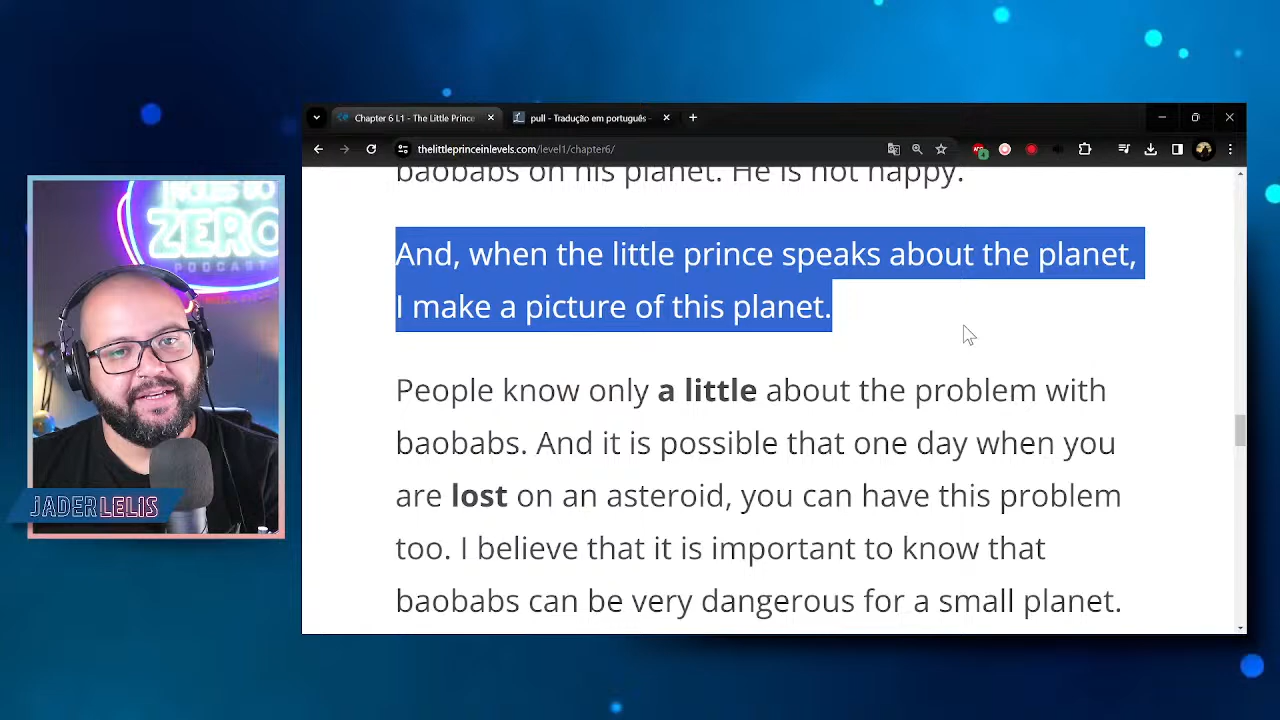 Chapter 6 L1 - The Little Prince
pull - Tradução em português
thelittleprinceinlevels.com/level1/chapter6/
4
baobabs on his planet. He is not happy.
And, when the little prince speaks about the planet,
I make a picture of this planet.
People know only a little about the problem with
baobabs. And it is possible that one day when you
are lost on an asteroid, you can have this problem
too. I believe that it is important to know that
baobabs can be very dangerous for a small planet.
ZERO
PODCAST
JADERLELIS